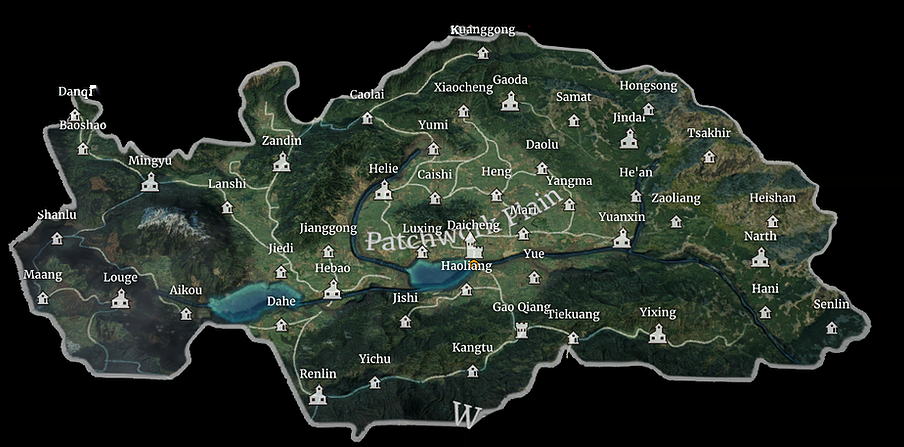 Kuanggong
Gaoda
Xiaocheng
Hongsong
Caolai
Samat
Jindai
Baoshao
Yumi
Tsakhir
Zandin
Daolu
Mingyu
Helie
Caishi
Heng
He'an
Yangma
Lanshi
Zaoliang
Heishan
Shanlu
Patchwork Plain
Yuanxin
Jianggong
Luxing
Daicheng
Narth
Jiedi
Yue
Hebao
Haoliang
Maang
Louge
Aikou
Dahe
Jishi
Hani
Gao Qiang
Tiekuang
Yixing
Senlin
Kangtu
Yichu
Renlin
W